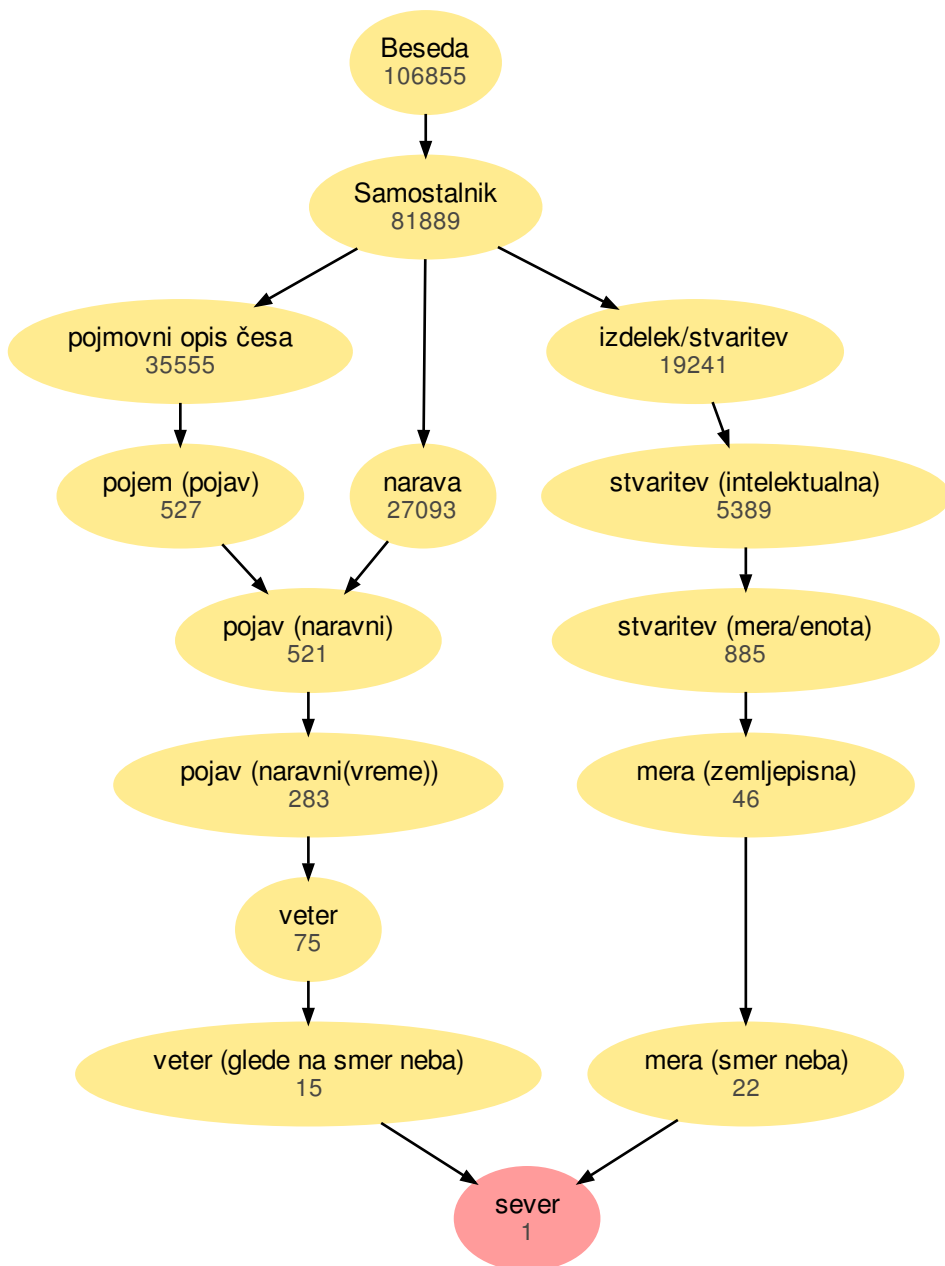 Beseda
106855
Samostalnik
81889
pojmovni opis česa
35555
izdelek/stvaritev
19241
pojem (pojav)
527
narava
27093
stvaritev (intelektualna)
5389
pojav (naravni)
521
stvaritev (mera/enota)
885
pojav (naravni(vreme))
283
mera (zemljepisna)
46
veter
75
veter (glede na smer neba)
15
mera (smer neba)
22
sever
1